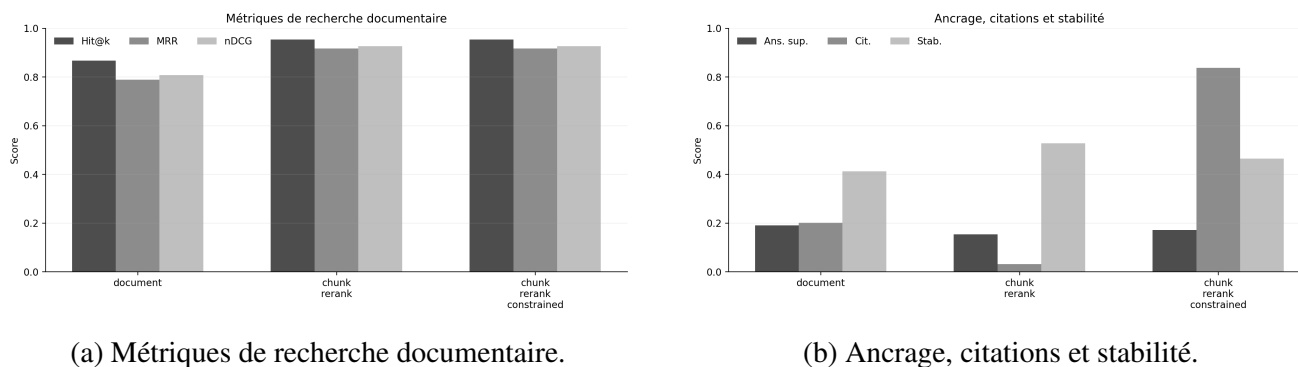 Métriques de recherche documentaire
Hit@k MRR nDCG
1.0
0.8
0.6
0.4
0.2
0.0
Score
document
chunk
rerank
chunk
rerank
constrained
(a) Métriques de recherche documentaire.
Ancrage, citations et stabilité
Ans. sup. Cit. Stab.
1.0
0.8
0.6
0.4
0.2
0.0
Score
document
chunk
rerank
chunk
rerank
constrained
(b) Ancrage, citations et stabilité.